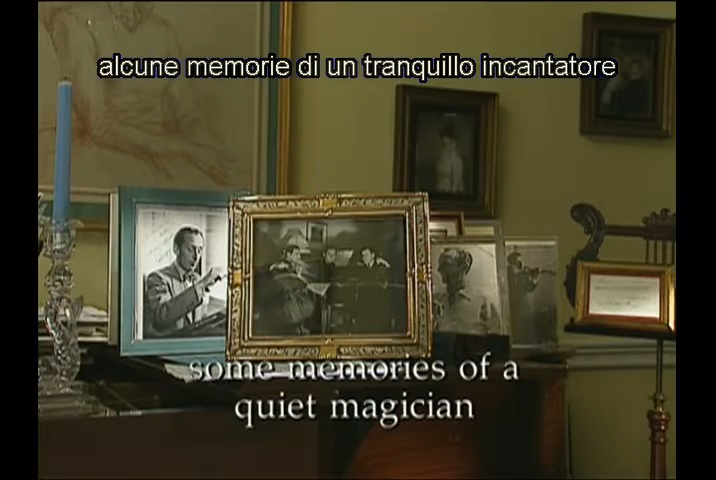 alcune memorie di un tranquillo incantatore
some memories of a
quiet magician